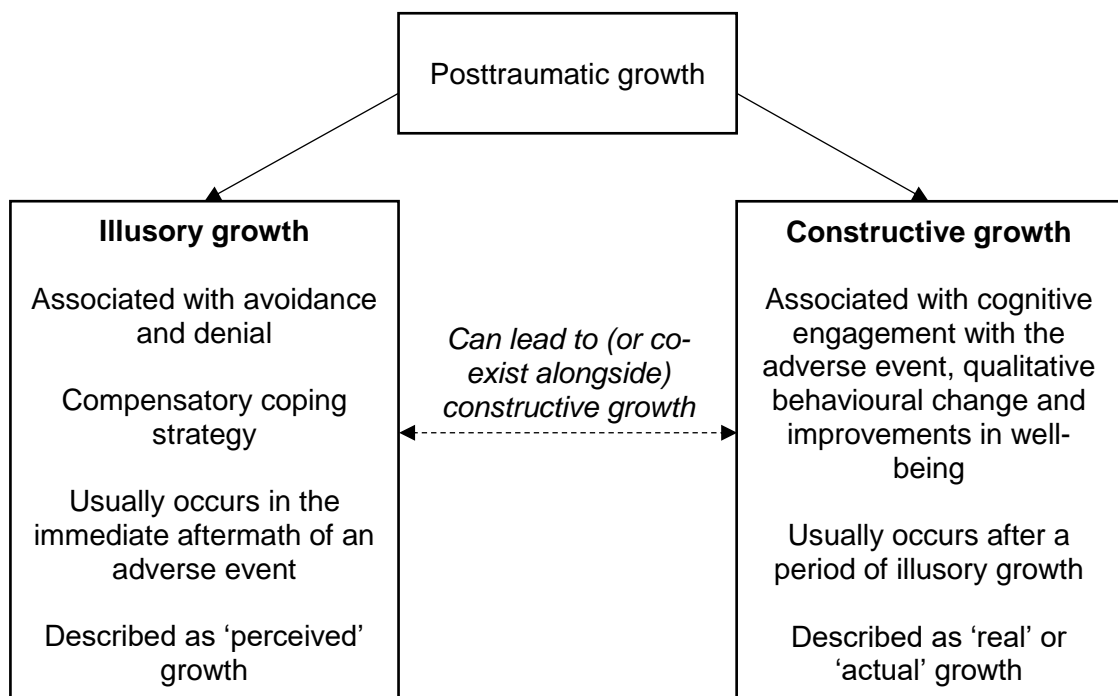 Posttraumatic growth
Illusory growth
Associated with avoidance
and denial
Compensatory coping
strategy
Usually occurs in the
immediate aftermath of an
adverse event
Described as ‘perceived’
growth
Can lead to (or co-
exist alongside)
constructive growth
Constructive growth
Associated with cognitive
engagement with the
adverse event, qualitative
behavioural change and
improvements in well-
being
Usually occurs after a
period of illusory growth
Described as ‘real’ or
‘actual’ growth